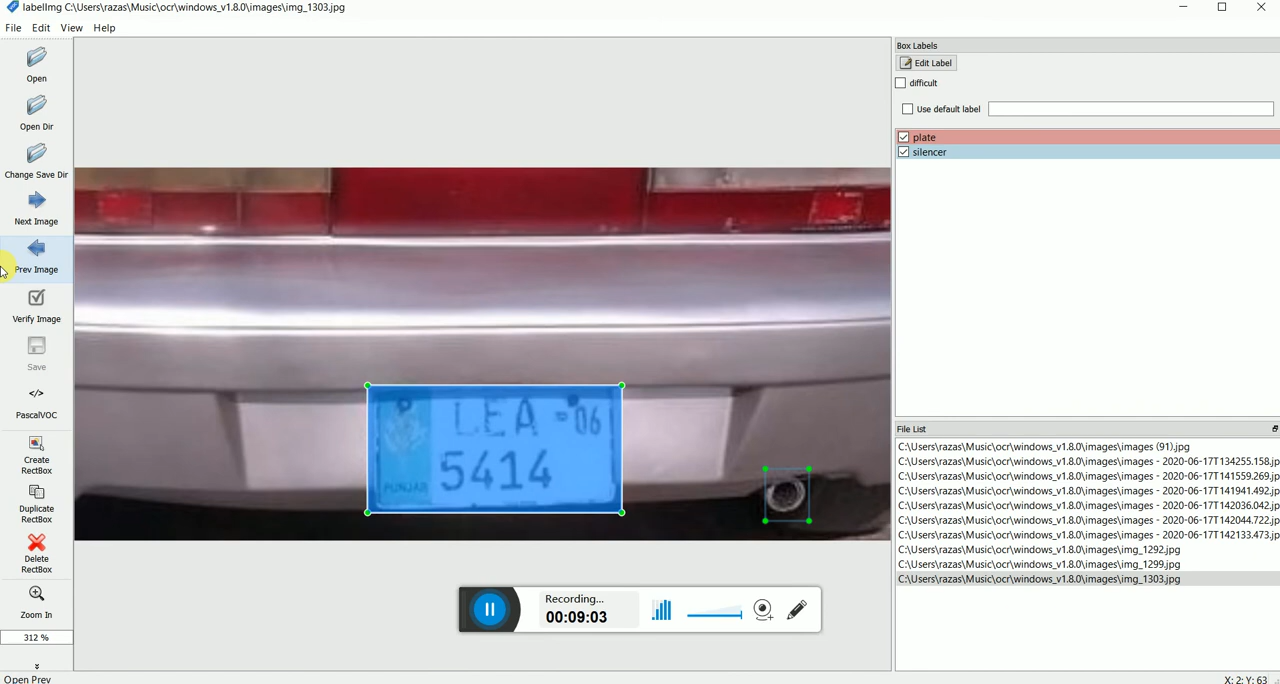 labelImg C:\Users\razas\Music\ocr\windows_v1.8.0\images\img_1303.jpg
File Edit View Help
Open
Open Dir
Change Save Dir
Next Image
Prev Image
Verify Image
Save
</>
PascalVOC
Create
RectBox
Duplicate
RectBox
Delete
RectBox
Zoom In
312 %
Open Prev
LEA -06
5414
PUNJAB
Recording...
00:09:03
Box Labels
Edit Label
difficult
Use default label
plate
silencer
File List
C:\Users\razas\Music\ocr\windows_v1.8.0\images\images (91).jpg
C:\Users\razas\Music\ocr\windows_v1.8.0\images\images - 2020-06-17T134255.158.jp
C:\Users\razas\Music\ocr\windows_v1.8.0\images\images - 2020-06-17T141559.269.jp
C:\Users\razas\Music\ocr\windows_v1.8.0\images\images - 2020-06-17T141941.492.jp
C:\Users\razas\Music\ocr\windows_v1.8.0\images\images - 2020-06-17T142036.042.jp
C:\Users\razas\Music\ocr\windows_v1.8.0\images\images - 2020-06-17T142044.722.jp
C:\Users\razas\Music\ocr\windows_v1.8.0\images\images - 2020-06-17T142133.473.jp
C:\Users\razas\Music\ocr\windows_v1.8.0\images\img_1292.jpg
C:\Users\razas\Music\ocr\windows_v1.8.0\images\img_1299.jpg
C:\Users\razas\Music\ocr\windows_v1.8.0\images\img_1303.jpg
X: 2; Y: 63